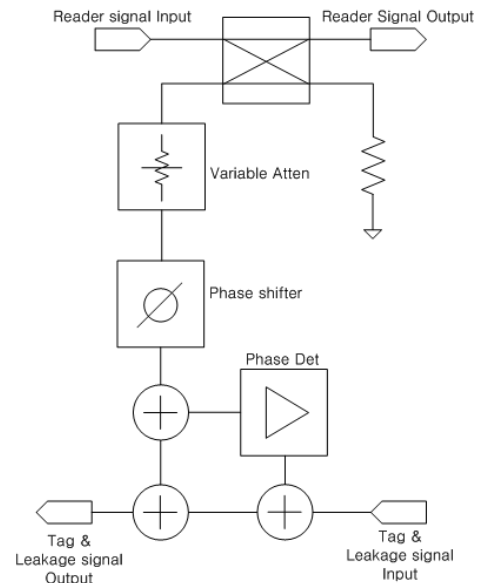 Reader signal Input
Reader Signal Output
Variable Atten
Phase shifter
Phase Det
Tag &
Leakage signal
Output
Tag &
Leakage signal
Input